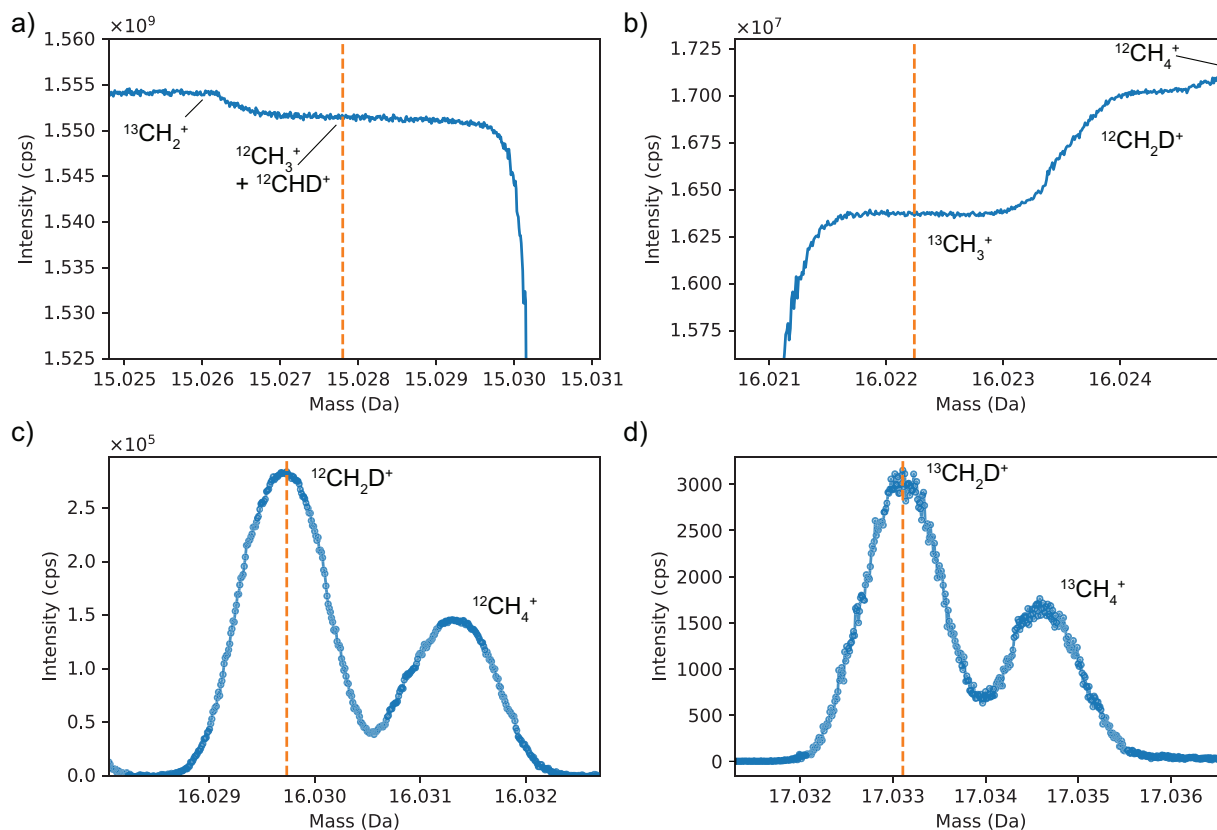 a)
×10⁹
1.560
1.555
1.550
1.545
1.540
1.535
1.530
1.525
Intensity (cps)
¹³CH₂⁺
¹²CH₃⁺
+ ¹²CHD⁺
15.025 15.026 15.027 15.028 15.029 15.030 15.031
Mass (Da)
b)
×10⁷
1.725
1.700
1.675
1.650
1.625
1.600
1.575
Intensity (cps)
¹²CH₄⁺
¹²CH₂D⁺
¹³CH₃⁺
16.021 16.022 16.023 16.024
Mass (Da)
c)
×10⁵
2.5
2.0
1.5
1.0
0.5
0.0
Intensity (cps)
¹²CH₂D⁺
¹²CH₄⁺
16.029 16.030 16.031 16.032
Mass (Da)
d)
3000
2500
2000
1500
1000
500
0
Intensity (cps)
¹³CH₂D⁺
¹³CH₄⁺
17.032 17.033 17.034 17.035 17.036
Mass (Da)